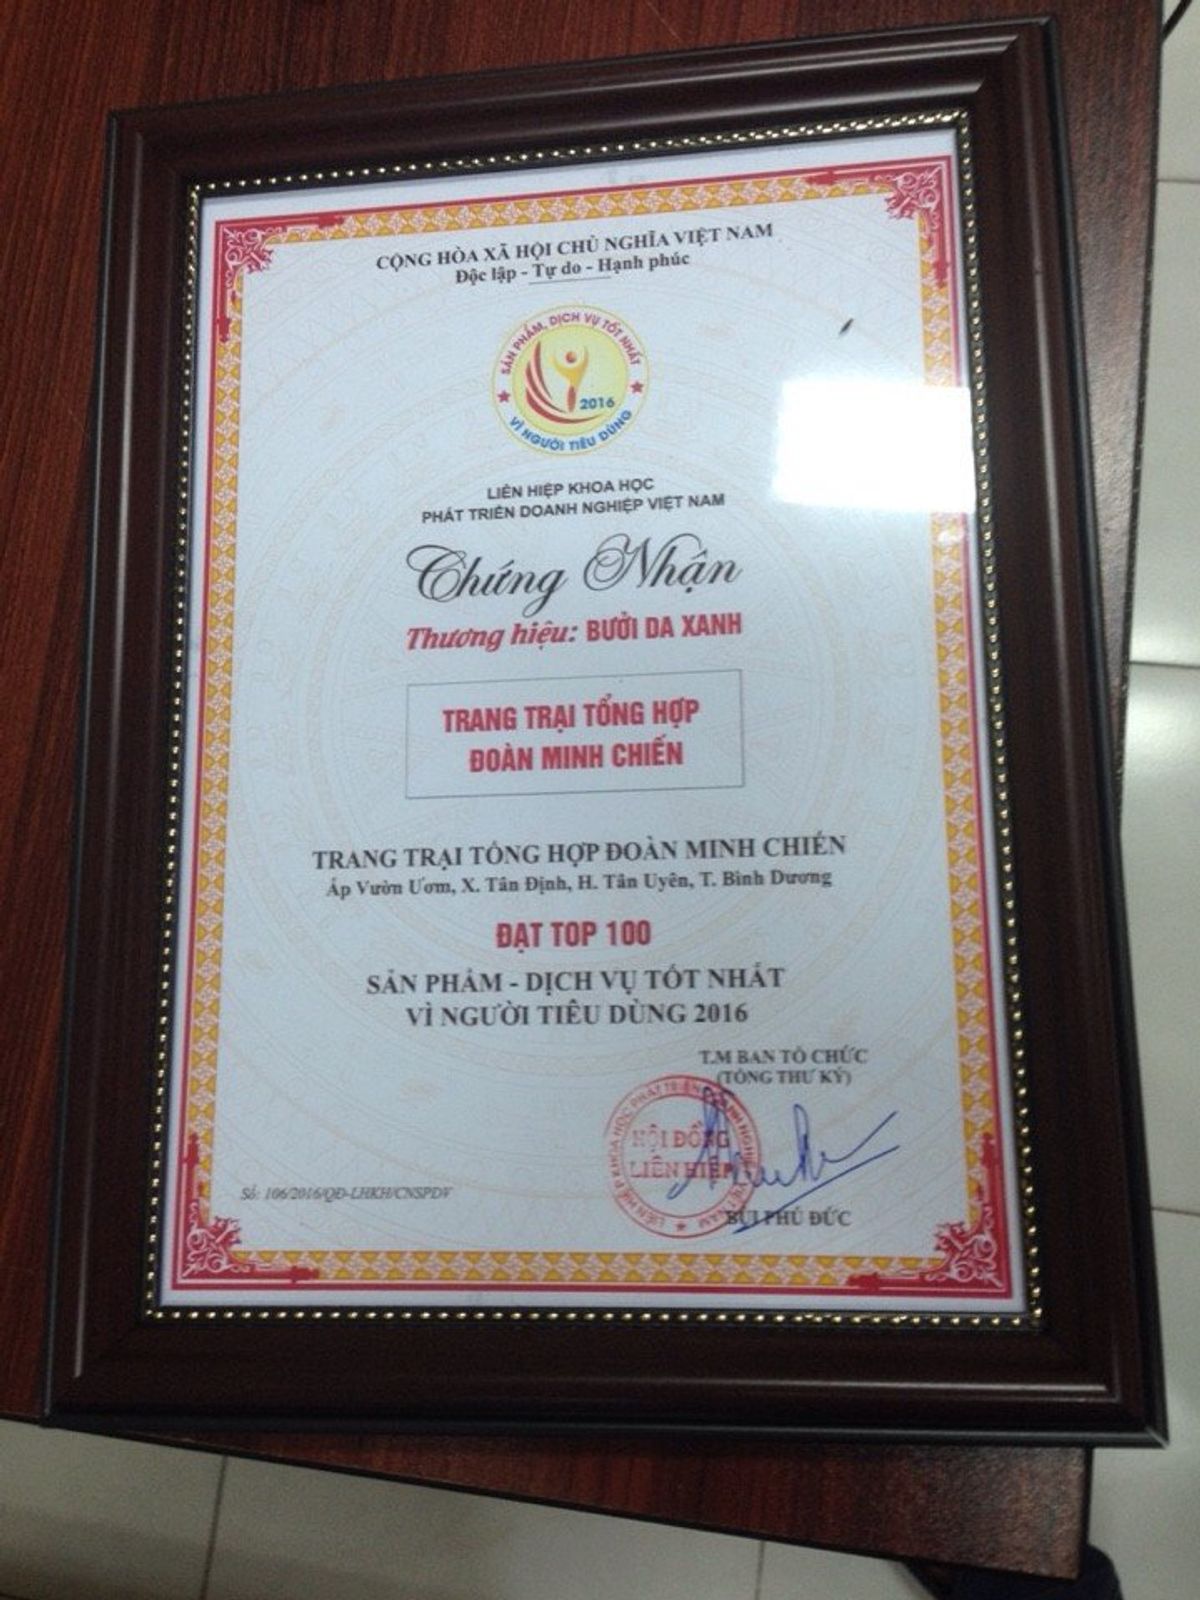 CỘNG HÒA XÃ HỘI CHỦ NGHĨA VIỆT NAM
Độc lập - Tự do - Hạnh phúc
SẢN PHẨM, DỊCH VỤ TỐT NHẤT
2016
VÌ NGƯỜI TIÊU DÙNG
LIÊN HIỆP KHOA HỌC
PHÁT TRIỂN DOANH NGHIỆP VIỆT NAM
Chứng Nhận
Thương hiệu: BƯỞI DA XANH
TRANG TRẠI TỔNG HỢP
ĐOÀN MINH CHIẾN
TRANG TRẠI TỔNG HỢP ĐOÀN MINH CHIẾN
Ấp Vườn Ươm, X. Tân Định, H. Tân Uyên, T. Bình Dương
ĐẠT TOP 100
SẢN PHẨM - DỊCH VỤ TỐT NHẤT
VÌ NGƯỜI TIÊU DÙNG 2016
T.M BAN TỔ CHỨC
(TỔNG THƯ KÝ)
HỘI ĐỒNG
LIÊN HIỆP
Số: 106/2016/QĐ-LHKH/CNSPDV
BÙI PHÚ ĐỨC